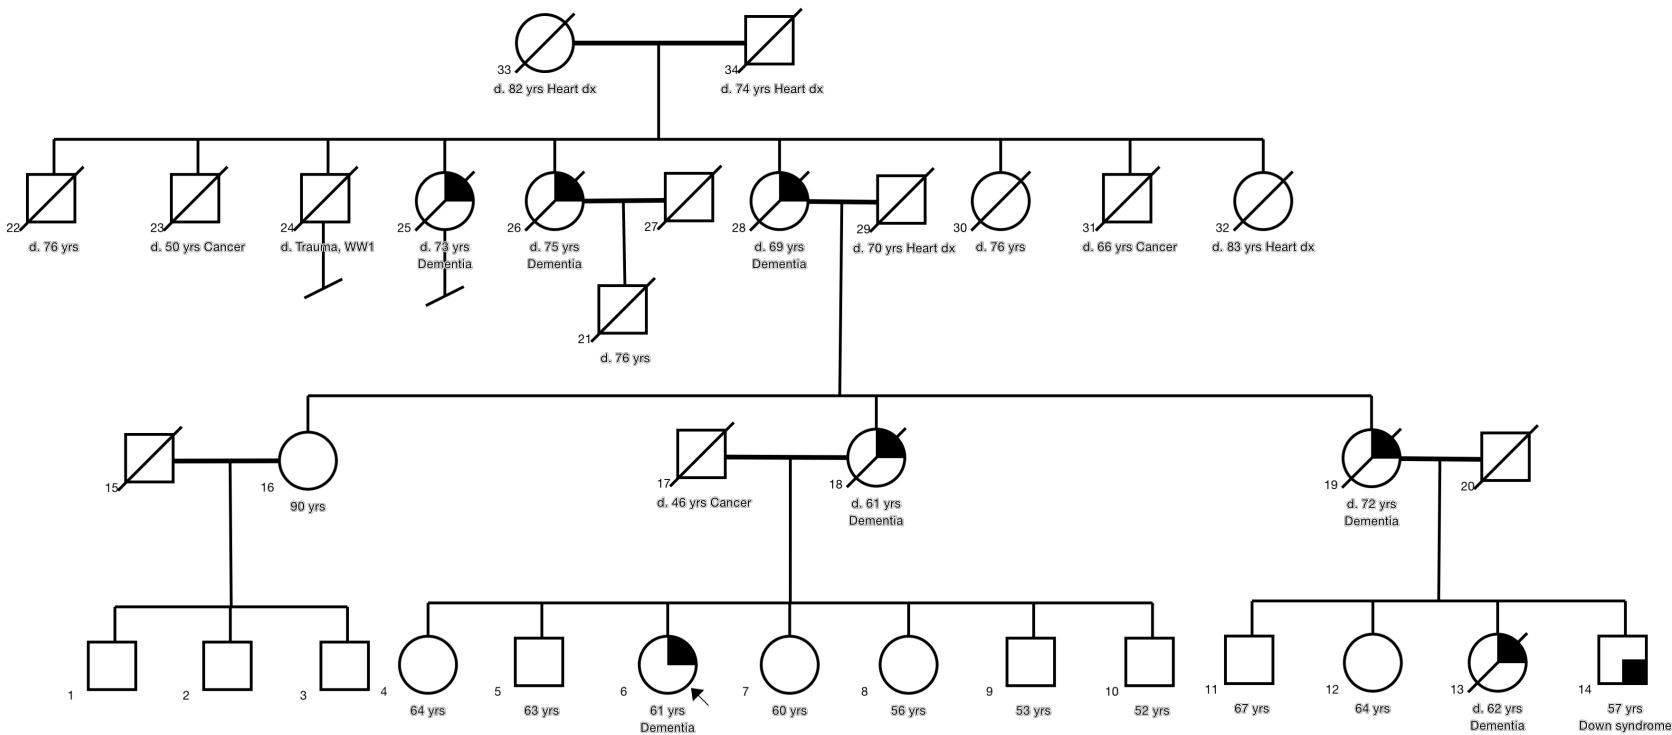 33
34
d. 82 yrs Heart dx
d. 74 yrs Heart dx
22
23
24
25
26
27
28
29
30
31
32
d. 76 yrs
d. 50 yrs Cancer
d. Trauma, WW1
d. 73 yrs
Dementia
d. 75 yrs
Dementia
d. 69 yrs
Dementia
d. 70 yrs Heart dx
d. 76 yrs
d. 66 yrs Cancer
d. 83 yrs Heart dx
21
d. 76 yrs
15
16
17
18
19
20
90 yrs
d. 46 yrs Cancer
d. 61 yrs
Dementia
d. 72 yrs
Dementia
1
2
3
4
5
6
7
8
9
10
11
12
13
14
64 yrs
63 yrs
61 yrs
Dementia
60 yrs
56 yrs
53 yrs
52 yrs
67 yrs
64 yrs
d. 62 yrs
Dementia
57 yrs
Down syndrome